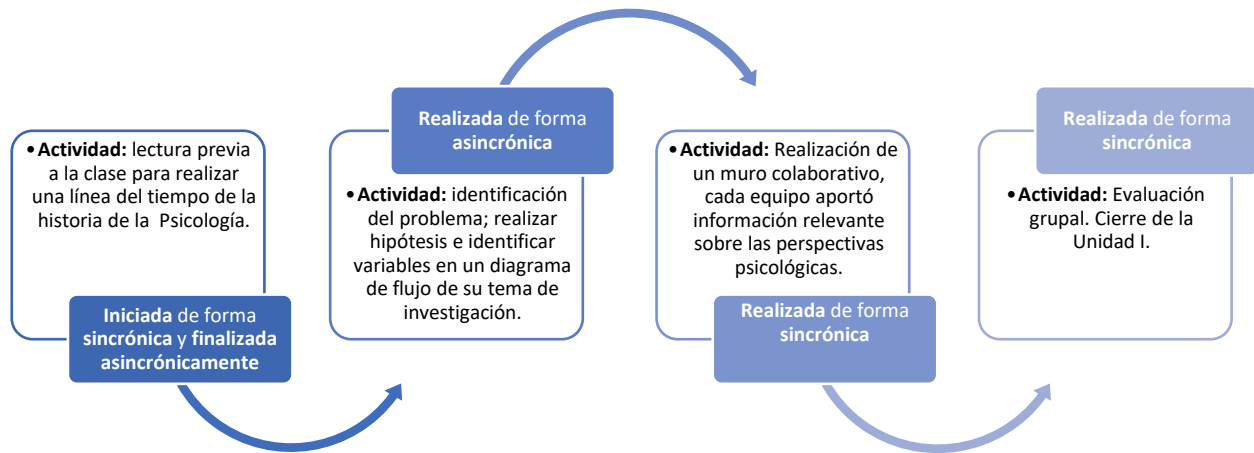 •Actividad: lectura previa
a la clase para realizar
una línea del tiempo de la
historia de la Psicología.
Iniciada de forma
sincrónica y finalizada
asincrónicamente
Realizada de forma
asincrónica
•Actividad: identificación
del problema; realizar
hipótesis e identificar
variables en un diagrama
de flujo de su tema de
investigación.
•Actividad: Realización de
un muro colaborativo,
cada equipo aportó
información relevante
sobre las perspectivas
psicológicas.
Realizada de forma
sincrónica
Realizada de forma
sincrónica
•Actividad: Evaluación
grupal. Cierre de la
Unidad I.